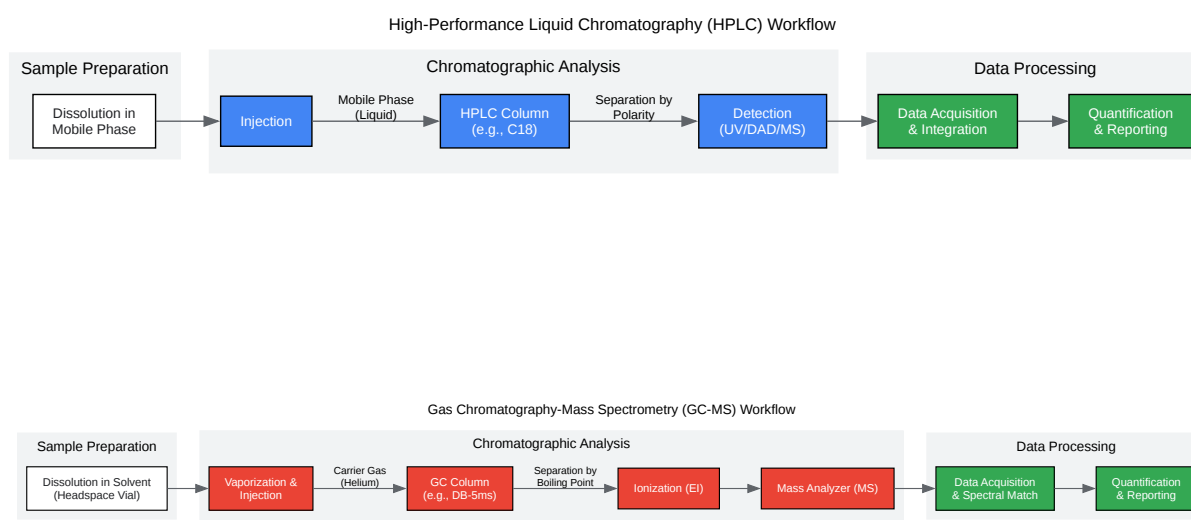 High-Performance Liquid Chromatography (HPLC) Workflow
Sample Preparation
Chromatographic Analysis
Data Processing
Dissolution in
Mobile Phase
Injection
Mobile Phase
(Liquid)
HPLC Column
(e.g., C18)
Separation by
Polarity
Detection
(UV/DAD/MS)
Data Acquisition
& Integration
Quantification
& Reporting
Gas Chromatography-Mass Spectrometry (GC-MS) Workflow
Sample Preparation
Chromatographic Analysis
Data Processing
Dissolution in Solvent
(Headspace Vial)
Vaporization &
Injection
Carrier Gas
(Helium)
GC Column
(e.g., DB-5ms)
Separation by
Boiling Point
Ionization (EI)
Mass Analyzer (MS)
Data Acquisition
& Spectral Match
Quantification
& Reporting